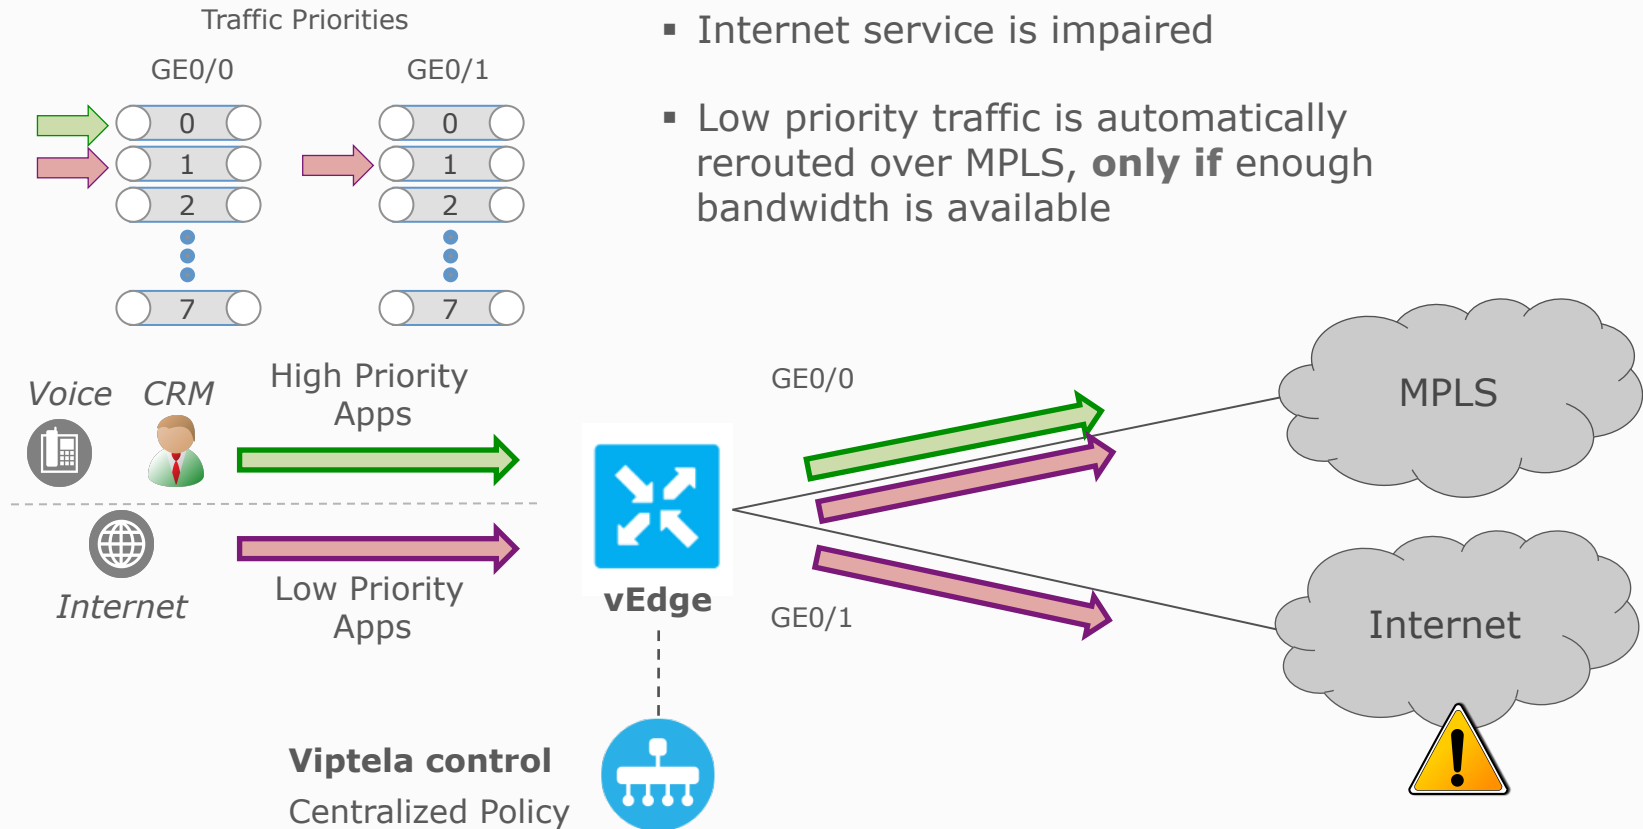 Traffic Priorities
GE0/0
GE0/1
0
1
2
7
0
1
2
7
▪ Internet service is impaired
▪ Low priority traffic is automatically
rerouted over MPLS, only if enough
bandwidth is available
Voice
CRM
High Priority
Apps
Internet
Low Priority
Apps
vEdge
GE0/0
GE0/1
MPLS
Internet
!
Viptela control
Centralized Policy